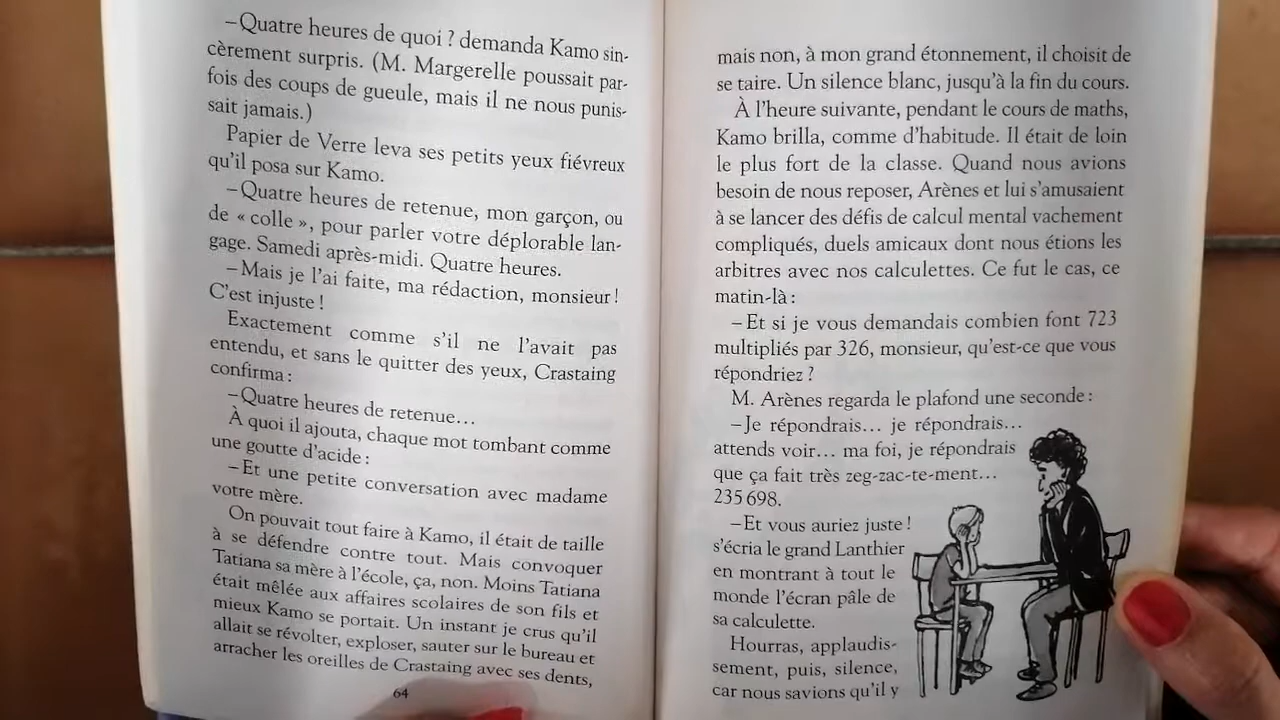 –Quatre heures de quoi ? demanda Kamo sin-
cèrement surpris. (M. Margerelle poussait par-
fois des coups de gueule, mais il ne nous punis-
sait jamais.)
Papier de Verre leva ses petits yeux fiévreux
qu'il posa sur Kamo.
–Quatre heures de retenue, mon garçon, ou
de « colle », pour parler votre déplorable lan-
gage. Samedi après-midi. Quatre heures.
–Mais je l'ai faite, ma rédaction, monsieur !
C'est injuste !
Exactement comme s'il ne l'avait pas
entendu, et sans le quitter des yeux, Crastaing
confirma :
–Quatre heures de retenue…
À quoi il ajouta, chaque mot tombant comme
une goutte d'acide :
–Et une petite conversation avec madame
votre mère.
On pouvait tout faire à Kamo, il était de taille
à se défendre contre tout. Mais convoquer
Tatiana sa mère à l'école, ça, non. Moins Tatiana
était mêlée aux affaires scolaires de son fils et
mieux Kamo se portait. Un instant je crus qu'il
allait se révolter, exploser, sauter sur le bureau et
arracher les oreilles de Crastaing avec ses dents,
64
mais non, à mon grand étonnement, il choisit de
se taire. Un silence blanc, jusqu'à la fin du cours.
À l'heure suivante, pendant le cours de maths,
Kamo brilla, comme d'habitude. Il était de loin
le plus fort de la classe. Quand nous avions
besoin de nous reposer, Arènes et lui s'amusaient
à se lancer des défis de calcul mental vachement
compliqués, duels amicaux dont nous étions les
arbitres avec nos calculettes. Ce fut le cas, ce
matin-là :
–Et si je vous demandais combien font 723
multipliés par 326, monsieur, qu'est-ce que vous
répondriez ?
M. Arènes regarda le plafond une seconde :
–Je répondrais… je répondrais…
attends voir… ma foi, je répondrais
que ça fait très zeg-zac-te-ment…
235 698.
–Et vous auriez juste !
s'écria le grand Lanthier
en montrant à tout le
monde l'écran pâle de
sa calculette.
Hourras, applaudis-
sement, puis, silence,
car nous savions qu'il y